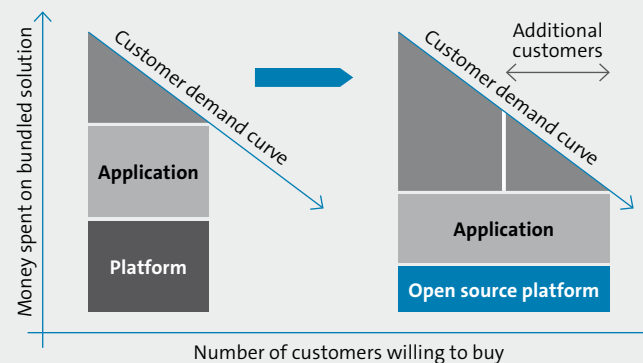 Money spent on bundled solution
Customer demand curve
Application
Platform
Additional
customers
Customer demand curve
Application
Open source platform
Number of customers willing to buy